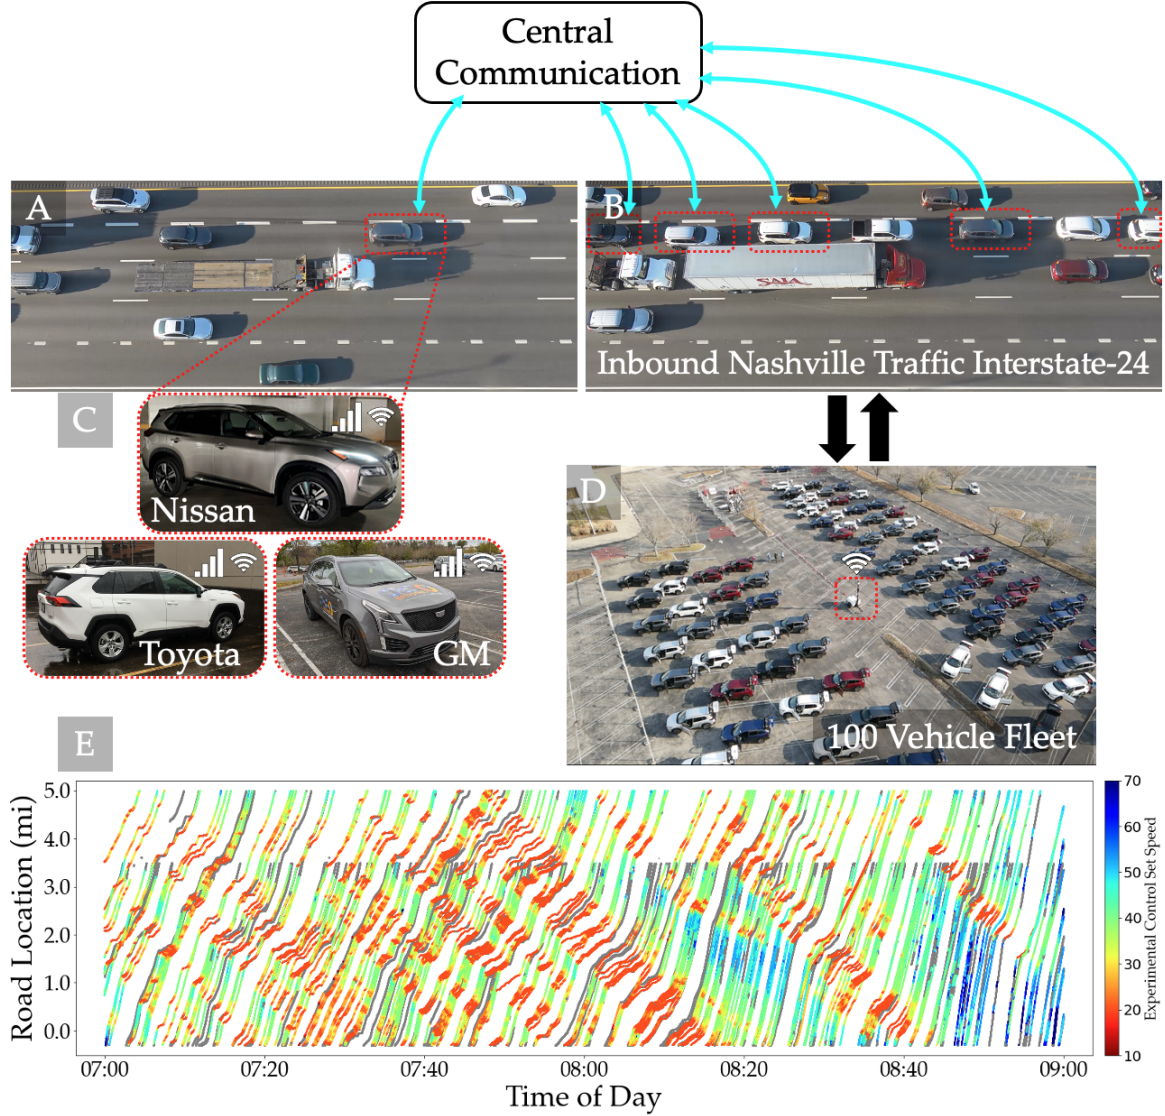 Central
Communication
A
B
SAIA
Inbound Nashville Traffic Interstate-24
C
Nissan
Toyota
GM
D
100 Vehicle Fleet
E
Road Location (mi)
5.0
4.0
3.0
2.0
1.0
0.0
07:00
07:20
07:40
08:00
08:20
08:40
09:00
Time of Day
70
60
50
40
30
20
10
Experimental Control Set Speed